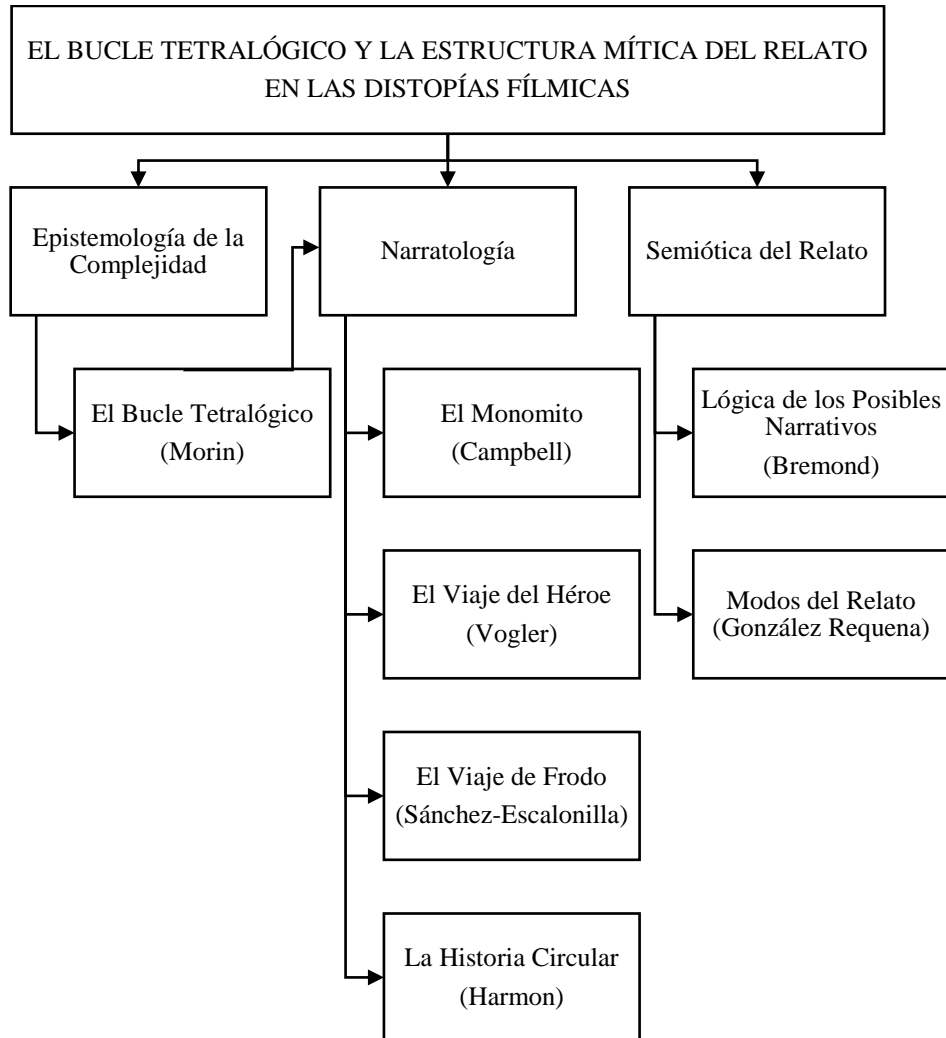 EL BUCLE TETRALÓGICO Y LA ESTRUCTURA MÍTICA DEL RELATO
EN LAS DISTOPÍAS FÍLMICAS
Epistemología de la
Complejidad
Narratología
Semiótica del Relato
El Bucle Tetralógico
(Morin)
El Monomito
(Campbell)
Lógica de los Posibles
Narrativos
(Bremond)
El Viaje del Héroe
(Vogler)
Modos del Relato
(González Requena)
El Viaje de Frodo
(Sánchez-Escalonilla)
La Historia Circular
(Harmon)